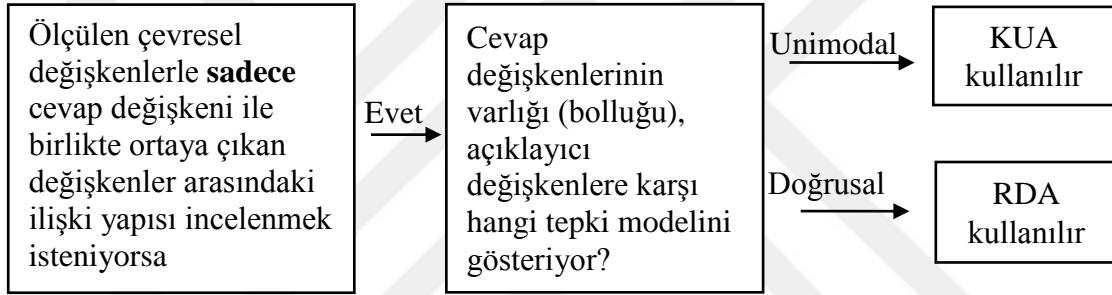 Ölçülen çevresel
değişkenlerle sadece
cevap değişkeni ile
birlikte ortaya çıkan
değişkenler arasındaki
ilişki yapısı incelenmek
isteniyorsa
Evet
Cevap
değişkenlerinin
varlığı (bolluğu),
açıklayıcı
değişkenlere karşı
hangi tepki modelini
gösteriyor?
Unimodal
KUA
kullanılır
Doğrusal
RDA
kullanılır